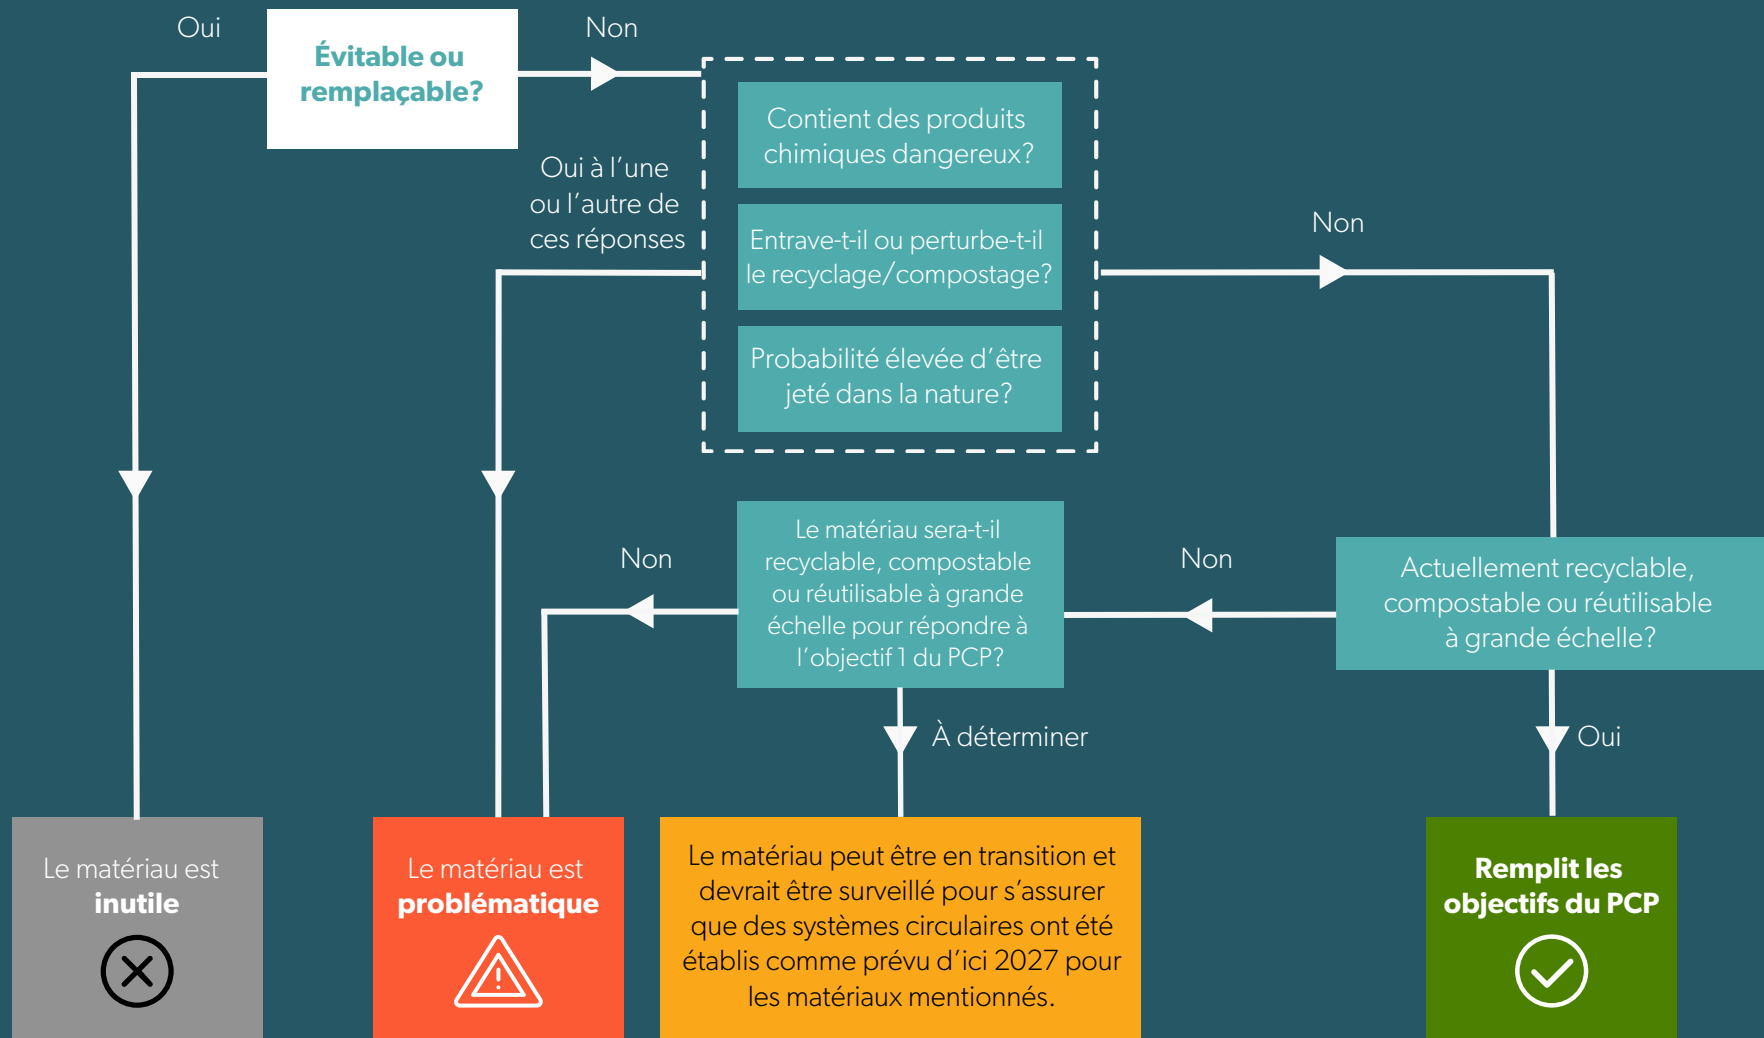 Oui
Évitable ou
remplaçable?
Non
Contient des produits
chimiques dangereux?
Oui à l'une
ou l'autre de
ces réponses
Entrave-t-il ou perturbe-t-il
le recyclage/compostage?
Non
Probabilité élevée d'être
jeté dans la nature?
Le matériau sera-t-il
recyclable, compostable
ou réutilisable à grande
échelle pour répondre à
l'objectif 1 du PCP?
Non
Non
Actuellement recyclable,
compostable ou réutilisable
à grande échelle?
À déterminer
Oui
Le matériau est
inutile
Le matériau est
problématique
Le matériau peut être en transition et
devrait être surveillé pour s'assurer
que des systèmes circulaires ont été
établis comme prévu d'ici 2027 pour
les matériaux mentionnés.
Remplit les
objectifs du PCP